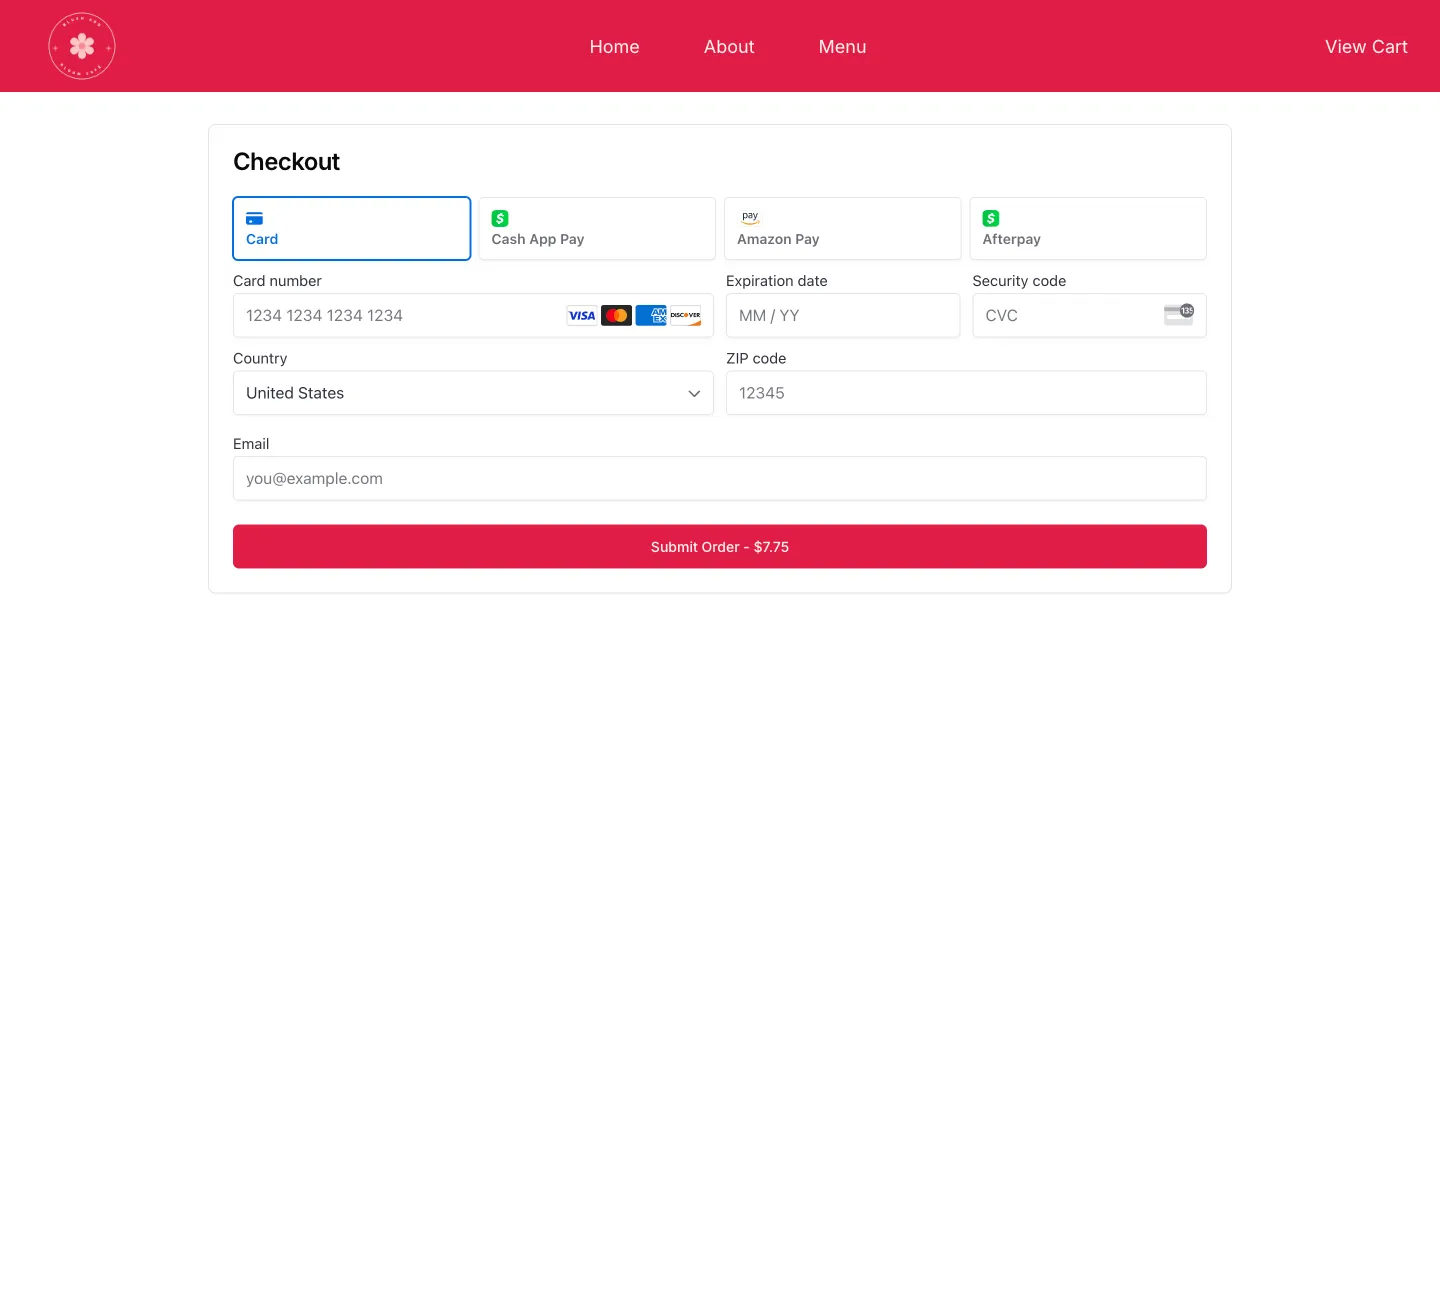 Home
About
Menu
View Cart
Checkout
Card
Cash App Pay
pay
Amazon Pay
Afterpay
Card number
Expiration date
Security code
1234 1234 1234 1234
VISA
AM
EX
DISCOVER
MM / YY
CVC
135
Country
ZIP code
United States
12345
Email
you@example.com
Submit Order - $7.75